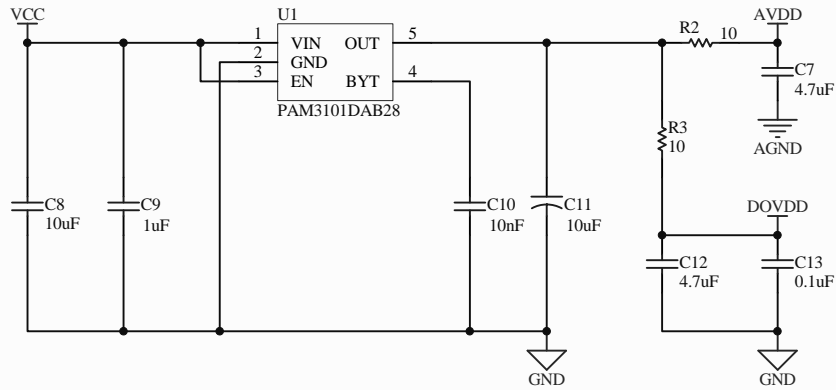 VCC
U1
AVDD
1
VIN
OUT
5
R2
10
2
GND
3
EN
BYT
4
C7
4.7uF
PAM3101DAB28
R3
10
AGND
C8
10uF
C9
1uF
C10
10nF
C11
10uF
DOVDD
C12
4.7uF
C13
0.1uF
GND
GND